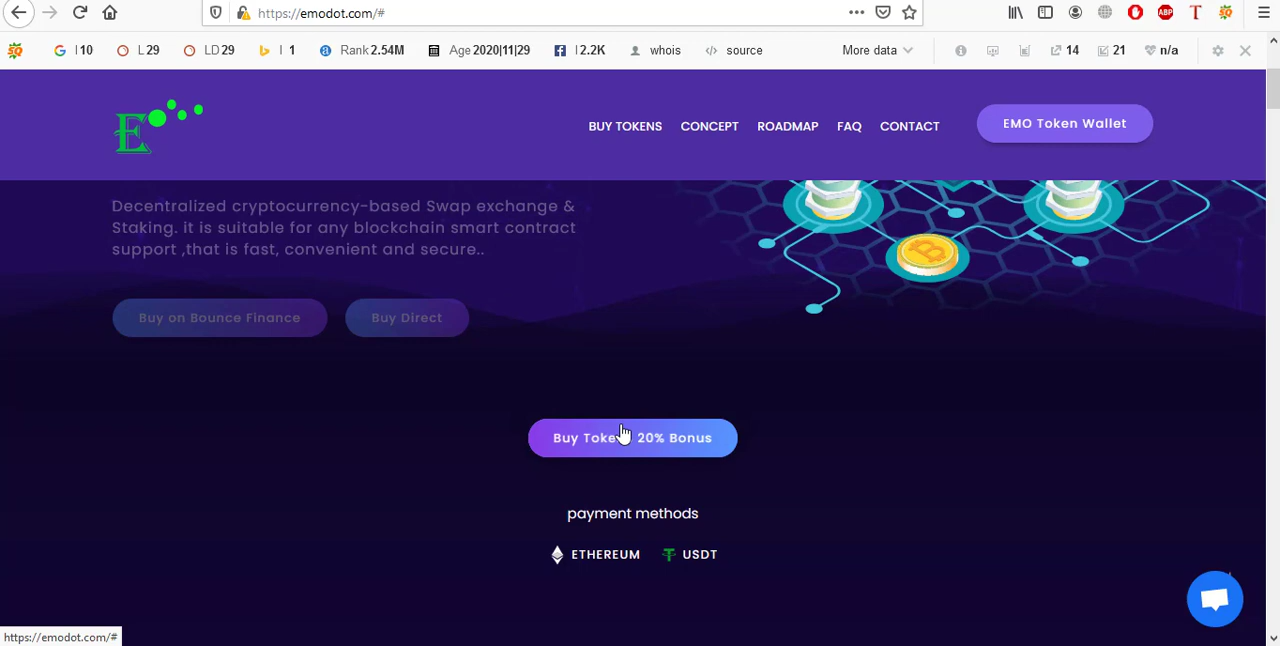 https://emodot.com/#
I 10
L 29
LD 29
I 1
Rank 2.54M
Age 2020|11|29
I 2.2K
whois
source
More data
14
21
n/a
E
BUY TOKENS
CONCEPT
ROADMAP
FAQ
CONTACT
EMO Token Wallet
Decentralized cryptocurrency-based Swap exchange &
Staking. it is suitable for any blockchain smart contract
support ,that is fast, convenient and secure..
Buy on Bounce Finance
Buy Direct
Buy 20% Bonus
payment methods
ETHEREUM
USDT
https://emodot.com/#